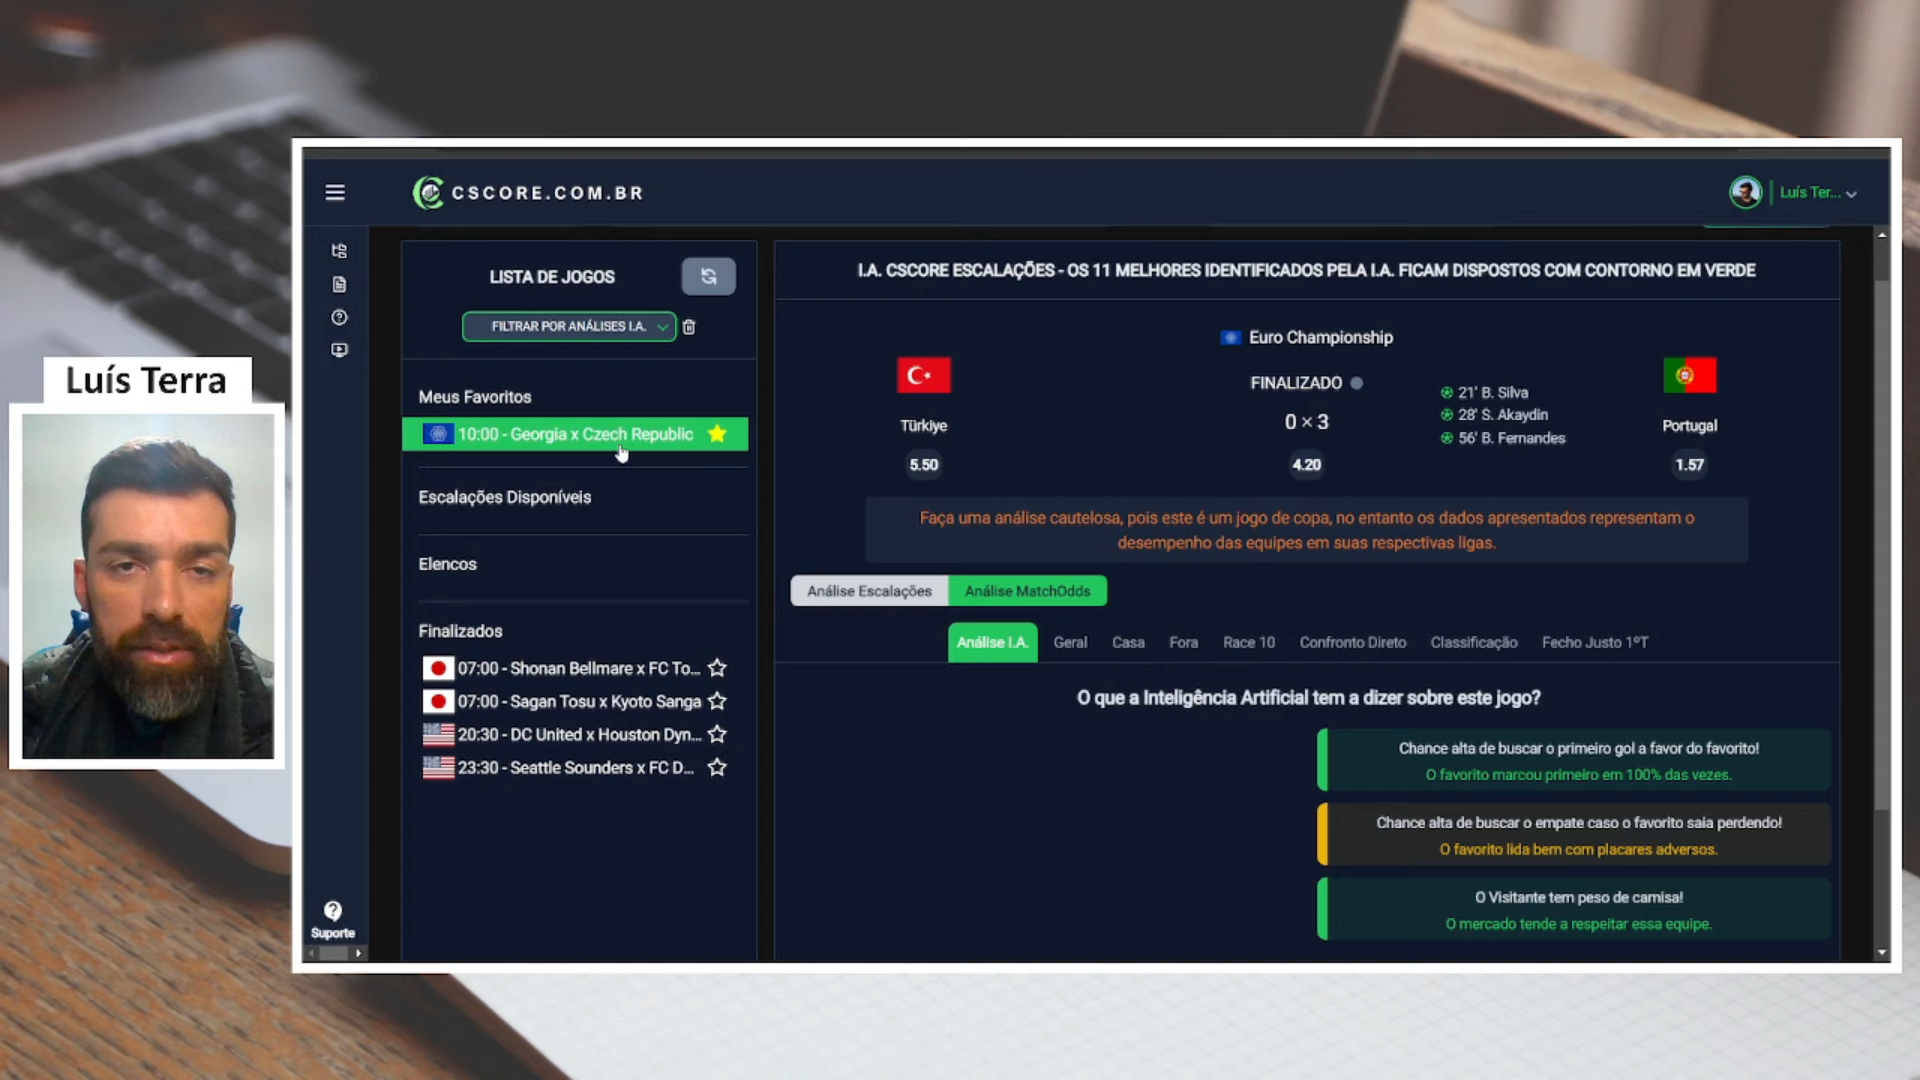 Luís Terra
CSCORE.COM.BR
Luís Ter...
LISTA DE JOGOS
FILTRAR POR ANÁLISES I.A.
Meus Favoritos
10:00 - Georgia x Czech Republic
Escalações Disponíveis
Elencos
Finalizados
07:00 - Shonan Bellmare x FC To...
07:00 - Sagan Tosu x Kyoto Sanga
20:30 - DC United x Houston Dyn...
23:30 - Seattle Sounders x FC D...
Suporte
I.A. CSCORE ESCALAÇÕES - OS 11 MELHORES IDENTIFICADOS PELA I.A. FICAM DISPOSTOS COM CONTORNO EM VERDE
Euro Championship
FINALIZADO
0 × 3
21' B. Silva
28' S. Akaydin
56' B. Fernandes
Türkiye
Portugal
5.50
4.20
1.57
Faça uma análise cautelosa, pois este é um jogo de copa, no entanto os dados apresentados representam o
desempenho das equipes em suas respectivas ligas.
Análise Escalações
Análise MatchOdds
Análise I.A.
Geral
Casa
Fora
Race 10
Confronto Direto
Classificação
Fecho Justo 1ºT
O que a Inteligência Artificial tem a dizer sobre este jogo?
Chance alta de buscar o primeiro gol a favor do favorito!
O favorito marcou primeiro em 100% das vezes.
Chance alta de buscar o empate caso o favorito saia perdendo!
O favorito lida bem com placares adversos.
O Visitante tem peso de camisa!
O mercado tende a respeitar essa equipe.